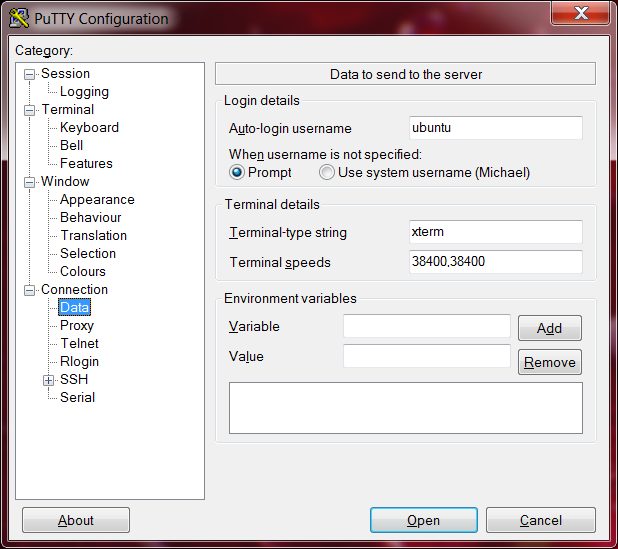 PuTTY Configuration
Category:
Session
Logging
Terminal
Keyboard
Bell
Features
Window
Appearance
Behaviour
Translation
Selection
Colours
Connection
Data
Proxy
Telnet
Rlogin
SSH
Serial
Data to send to the server
Login details
Auto-login username ubuntu
When username is not specified:
Prompt Use system username (Michael)
Terminal details
Terminal-type string xterm
Terminal speeds 38400,38400
Environment variables
Variable Add
Value Remove
About Open Cancel